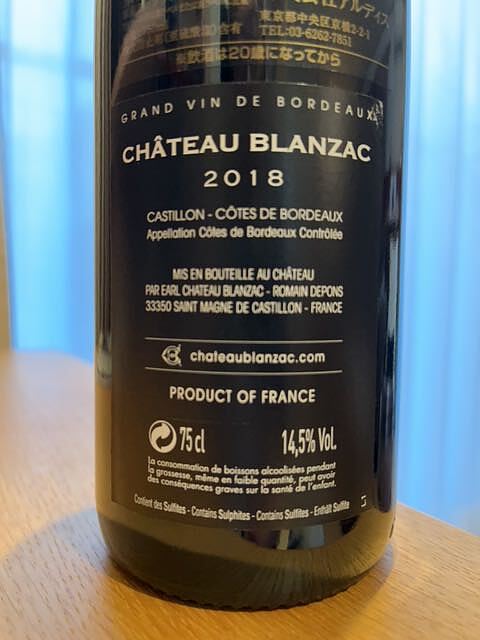 東京都中央区京橋2-2-1
TEL:03-6262-7851
飲酒は20歳になってから
GRAND VIN DE BORDEAUX
CHÂTEAU BLANZAC
2018
CASTILLON - CÔTES DE BORDEAUX
Appellation Côtes de Bordeaux Contrôlée
MIS EN BOUTEILLE AU CHÂTEAU
PAR EARL CHATEAU BLANZAC - ROMAIN DEPONS
33350 SAINT MAGNE DE CASTILLON - FRANCE
chateaublanzac.com
PRODUCT OF FRANCE
75 cl 14,5% Vol.
La consommation de boissons alcoolisées pendant
la grossesse, même en faible quantité, peut avoir
des conséquences graves sur la santé de l'enfant.
Contient des Sulfites - Contains Sulphites - Contains Sulfites - Enthält Sulfite